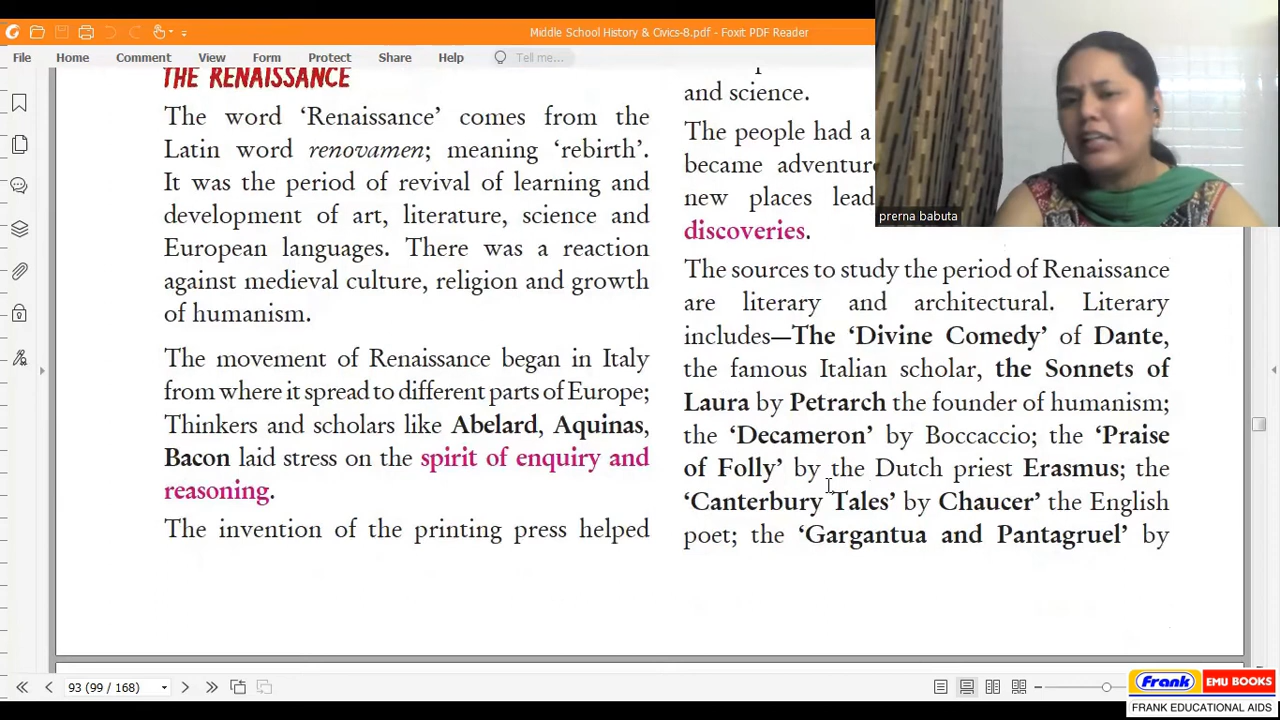 Middle School History & Civics-8.pdf - Foxit PDF Reader
File Home Comment View Form Protect Share Help Tell me...
THE RENAISSANCE
The word ‘Renaissance’ comes from the
Latin word renovamen; meaning ‘rebirth’.
It was the period of revival of learning and
development of art, literature, science and
European languages. There was a reaction
against medieval culture, religion and growth
of humanism.
The movement of Renaissance began in Italy
from where it spread to different parts of Europe;
Thinkers and scholars like Abelard, Aquinas,
Bacon laid stress on the spirit of enquiry and
reasoning.
The invention of the printing press helped
and science.
The people had a
became adventure
new places lead
discoveries.
The sources to study the period of Renaissance
are literary and architectural. Literary
includes—The ‘Divine Comedy’ of Dante,
the famous Italian scholar, the Sonnets of
Laura by Petrarch the founder of humanism;
the ‘Decameron’ by Boccaccio; the ‘Praise
of Folly’ by the Dutch priest Erasmus; the
‘Canterbury Tales’ by Chaucer’ the English
poet; the ‘Gargantua and Pantagruel’ by
prerna babuta
93 (99 / 168)
Frank EMU BOOKS
FRANK EDUCATIONAL AIDS